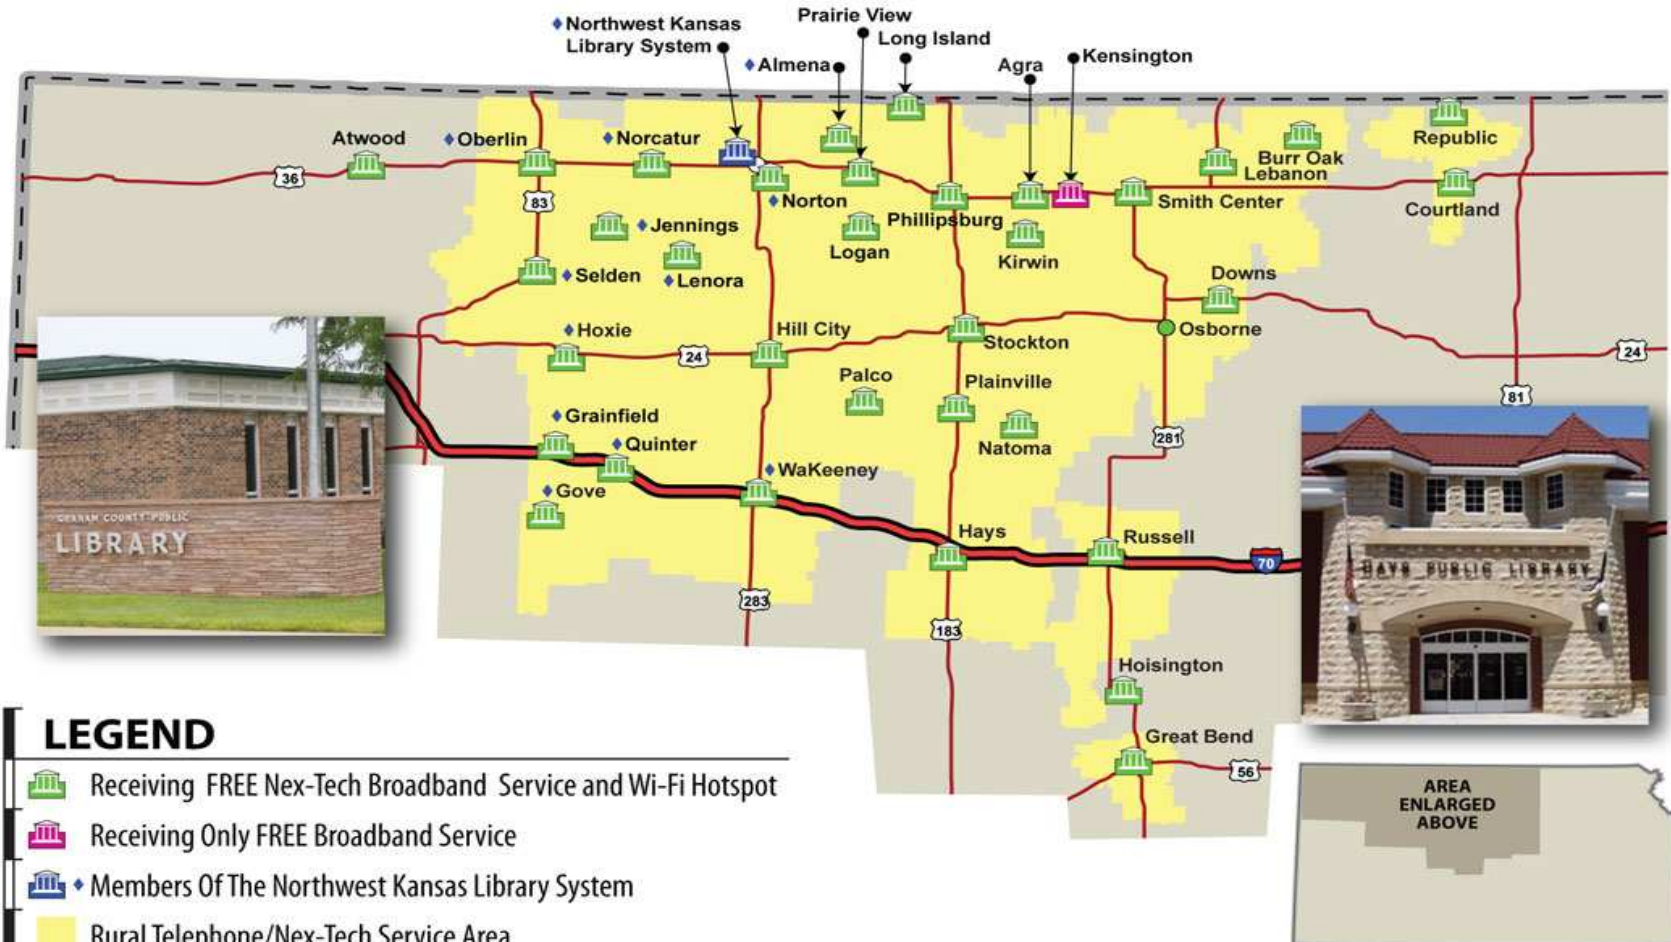 Northwest Kansas
Library System
Prairie View
Long Island
Almena
Agra
Kensington
Atwood
Oberlin
Norcatur
Republic
Burr Oak
Lebanon
36
83
Norton
Phillipsburg
Smith Center
Courtland
Jennings
Logan
Kirwin
Selden
Lenora
Downs
Hoxie
Hill City
Stockton
Osborne
24
24
Palco
Plainville
81
Grainfield
Natoma
281
Quinter
WaKeeney
Gove
Hays
Russell
70
GRAHAM COUNTY PUBLIC
LIBRARY
HAYS PUBLIC LIBRARY
283
183
Hoisington
Great Bend
56
LEGEND
Receiving FREE Nex-Tech Broadband Service and Wi-Fi Hotspot
Receiving Only FREE Broadband Service
Members Of The Northwest Kansas Library System
Rural Telephone/Nex-Tech Service Area
AREA
ENLARGED
ABOVE